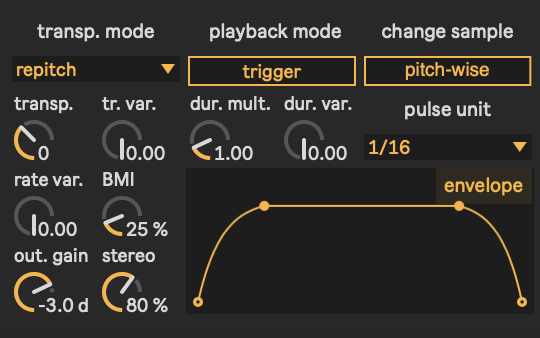 transp. mode
playback mode
change sample
repitch
trigger
pitch-wise
transp.
tr. var.
dur. mult.
dur. var.
pulse unit
0
0.00
1.00
0.00
1/16
rate var.
BMI
envelope
0.00
25 %
out. gain
stereo
-3.0 d
80 %